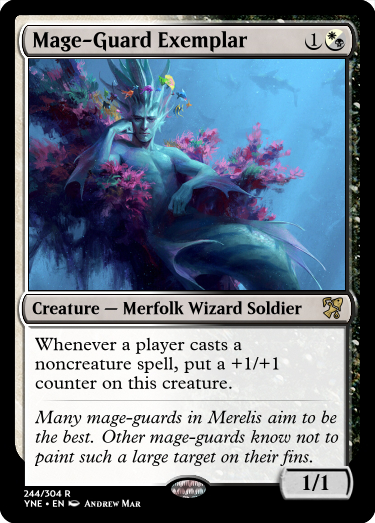 Mage-Guard Exemplar 1
Creature — Merfolk Wizard Soldier
Whenever a player casts a
noncreature spell, put a +1/+1
counter on this creature.
Many mage-guards in Merelis aim to be
the best. Other mage-guards know not to
paint such a large target on their fins.
1/1
244/304 R
YNE • EN Andrew Mar